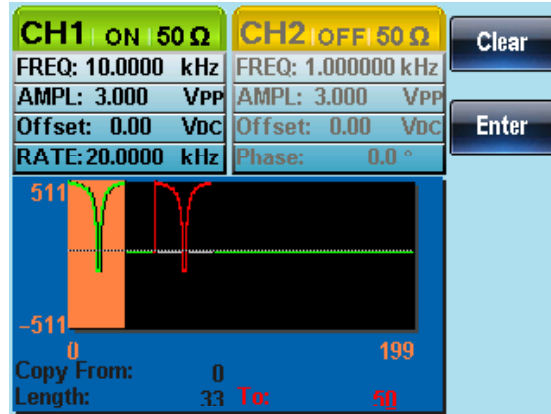 CH1 ON 50 Ω
CH2 OFF 50 Ω
Clear
FREQ: 10.0000 kHz
FREQ: 1.000000 kHz
AMPL: 3.000 VPP
AMPL: 3.000 VPP
Offset: 0.00 VDC
Offset: 0.00 VDC
Enter
RATE: 20.0000 kHz
Phase: 0.0 °
511
-511
0
199
Copy From: 0
Length: 33 To: 50